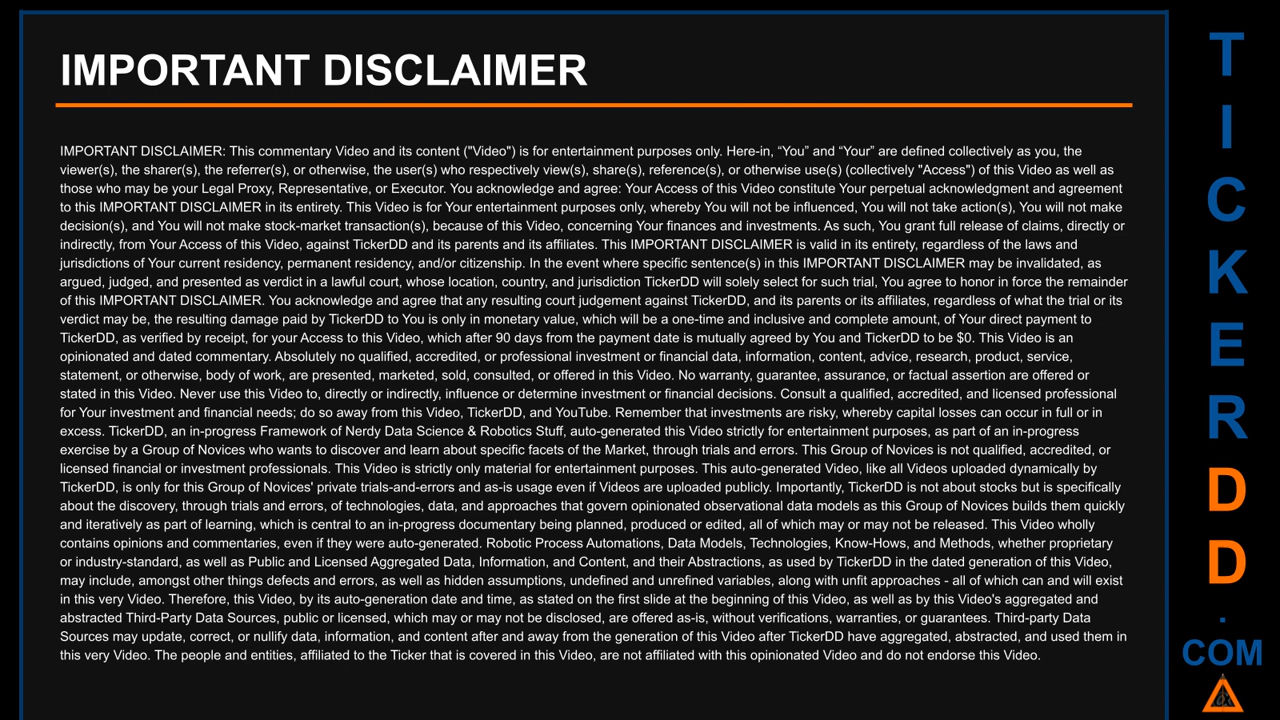 IMPORTANT DISCLAIMER
IMPORTANT DISCLAIMER: This commentary Video and its content ("Video") is for entertainment purposes only. Here-in, “You” and “Your” are defined collectively as you, the
viewer(s), the sharer(s), the referrer(s), or otherwise, the user(s) who respectively view(s), share(s), reference(s), or otherwise use(s) (collectively "Access") of this Video as well as
those who may be your Legal Proxy, Representative, or Executor. You acknowledge and agree: Your Access of this Video constitute Your perpetual acknowledgment and agreement
to this IMPORTANT DISCLAIMER in its entirety. This Video is for Your entertainment purposes only, whereby You will not be influenced, You will not take action(s), You will not make
decision(s), and You will not make stock-market transaction(s), because of this Video, concerning Your finances and investments. As such, You grant full release of claims, directly or
indirectly, from Your Access of this Video, against TickerDD and its parents and its affiliates. This IMPORTANT DISCLAIMER is valid in its entirety, regardless of the laws and
jurisdictions of Your current residency, permanent residency, and/or citizenship. In the event where specific sentence(s) in this IMPORTANT DISCLAIMER may be invalidated, as
argued, judged, and presented as verdict in a lawful court, whose location, country, and jurisdiction TickerDD will solely select for such trial, You agree to honor in force the remainder
of this IMPORTANT DISCLAIMER. You acknowledge and agree that any resulting court judgement against TickerDD, and its parents or its affiliates, regardless of what the trial or its
verdict may be, the resulting damage paid by TickerDD to You is only in monetary value, which will be a one-time and inclusive and complete amount, of Your direct payment to
TickerDD, as verified by receipt, for your Access to this Video, which after 90 days from the payment date is mutually agreed by You and TickerDD to be $0. This Video is an
opinionated and dated commentary. Absolutely no qualified, accredited, or professional investment or financial data, information, content, advice, research, product, service,
statement, or otherwise, body of work, are presented, marketed, sold, consulted, or offered in this Video. No warranty, guarantee, assurance, or factual assertion are offered or
stated in this Video. Never use this Video to, directly or indirectly, influence or determine investment or financial decisions. Consult a qualified, accredited, and licensed professional
for Your investment and financial needs; do so away from this Video, TickerDD, and YouTube. Remember that investments are risky, whereby capital losses can occur in full or in
excess. TickerDD, an in-progress Framework of Nerdy Data Science & Robotics Stuff, auto-generated this Video strictly for entertainment purposes, as part of an in-progress
exercise by a Group of Novices who wants to discover and learn about specific facets of the Market, through trials and errors. This Group of Novices is not qualified, accredited, or
licensed financial or investment professionals. This Video is strictly only material for entertainment purposes. This auto-generated Video, like all Videos uploaded dynamically by
TickerDD, is only for this Group of Novices' private trials-and-errors and as-is usage even if Videos are uploaded publicly. Importantly, TickerDD is not about stocks but is specifically
about the discovery, through trials and errors, of technologies, data, and approaches that govern opinionated observational data models as this Group of Novices builds them quickly
and iteratively as part of learning, which is central to an in-progress documentary being planned, produced or edited, all of which may or may not be released. This Video wholly
contains opinions and commentaries, even if they were auto-generated. Robotic Process Automations, Data Models, Technologies, Know-Hows, and Methods, whether proprietary
or industry-standard, as well as Public and Licensed Aggregated Data, Information, and Content, and their Abstractions, as used by TickerDD in the dated generation of this Video,
may include, amongst other things defects and errors, as well as hidden assumptions, undefined and unrefined variables, along with unfit approaches - all of which can and will exist
in this very Video. Therefore, this Video, by its auto-generation date and time, as stated on the first slide at the beginning of this Video, as well as by this Video's aggregated and
abstracted Third-Party Data Sources, public or licensed, which may or may not be disclosed, are offered as-is, without verifications, warranties, or guarantees. Third-party Data
Sources may update, correct, or nullify data, information, and content after and away from the generation of this Video after TickerDD have aggregated, abstracted, and used them in
this very Video. The people and entities, affiliated to the Ticker that is covered in this Video, are not affiliated with this opinionated Video and do not endorse this Video.
T
I
C
K
E
R
D
D
.
COM